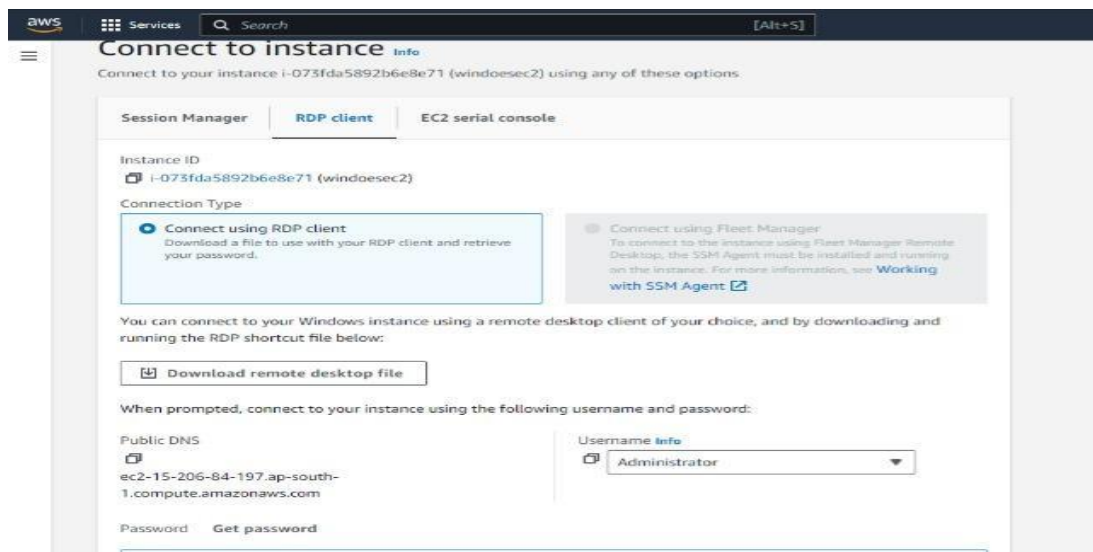 aws
Services
Search
[Alt+S]
Connect to instance Info
Connect to your instance i-073fda5892b6e8e71 (windoesec2) using any of these options
Session Manager
RDP client
EC2 serial console
Instance ID
i-073fda5892b6e8e71 (windoesec2)
Connection Type
Connect using RDP client
Download a file to use with your RDP client and retrieve
your password.
Connect using Fleet Manager
To connect to the instance using Fleet Manager Remote
Desktop, the SSM Agent must be installed and running
on the instance. For more information, see Working
with SSM Agent
You can connect to your Windows instance using a remote desktop client of your choice, and by downloading and
running the RDP shortcut file below:
Download remote desktop file
When prompted, connect to your instance using the following username and password:
Public DNS
ec2-15-206-84-197.ap-south-
1.compute.amazonaws.com
Username Info
Administrator
Password Get password